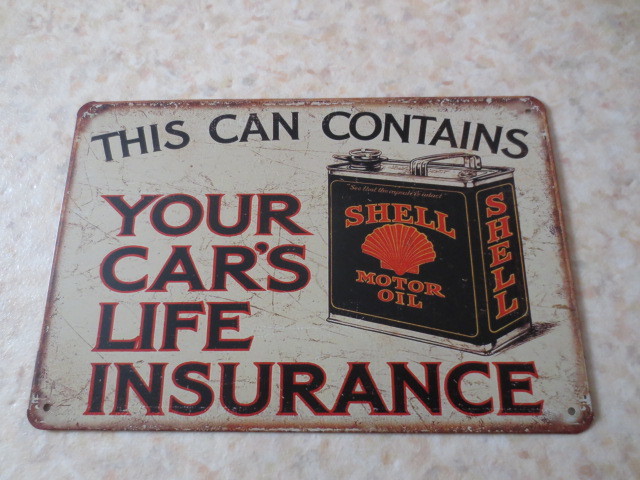 THIS CAN CONTAINS
YOUR
CAR'S
LIFE
INSURANCE
SHELL
MOTOR
OIL
SHELL